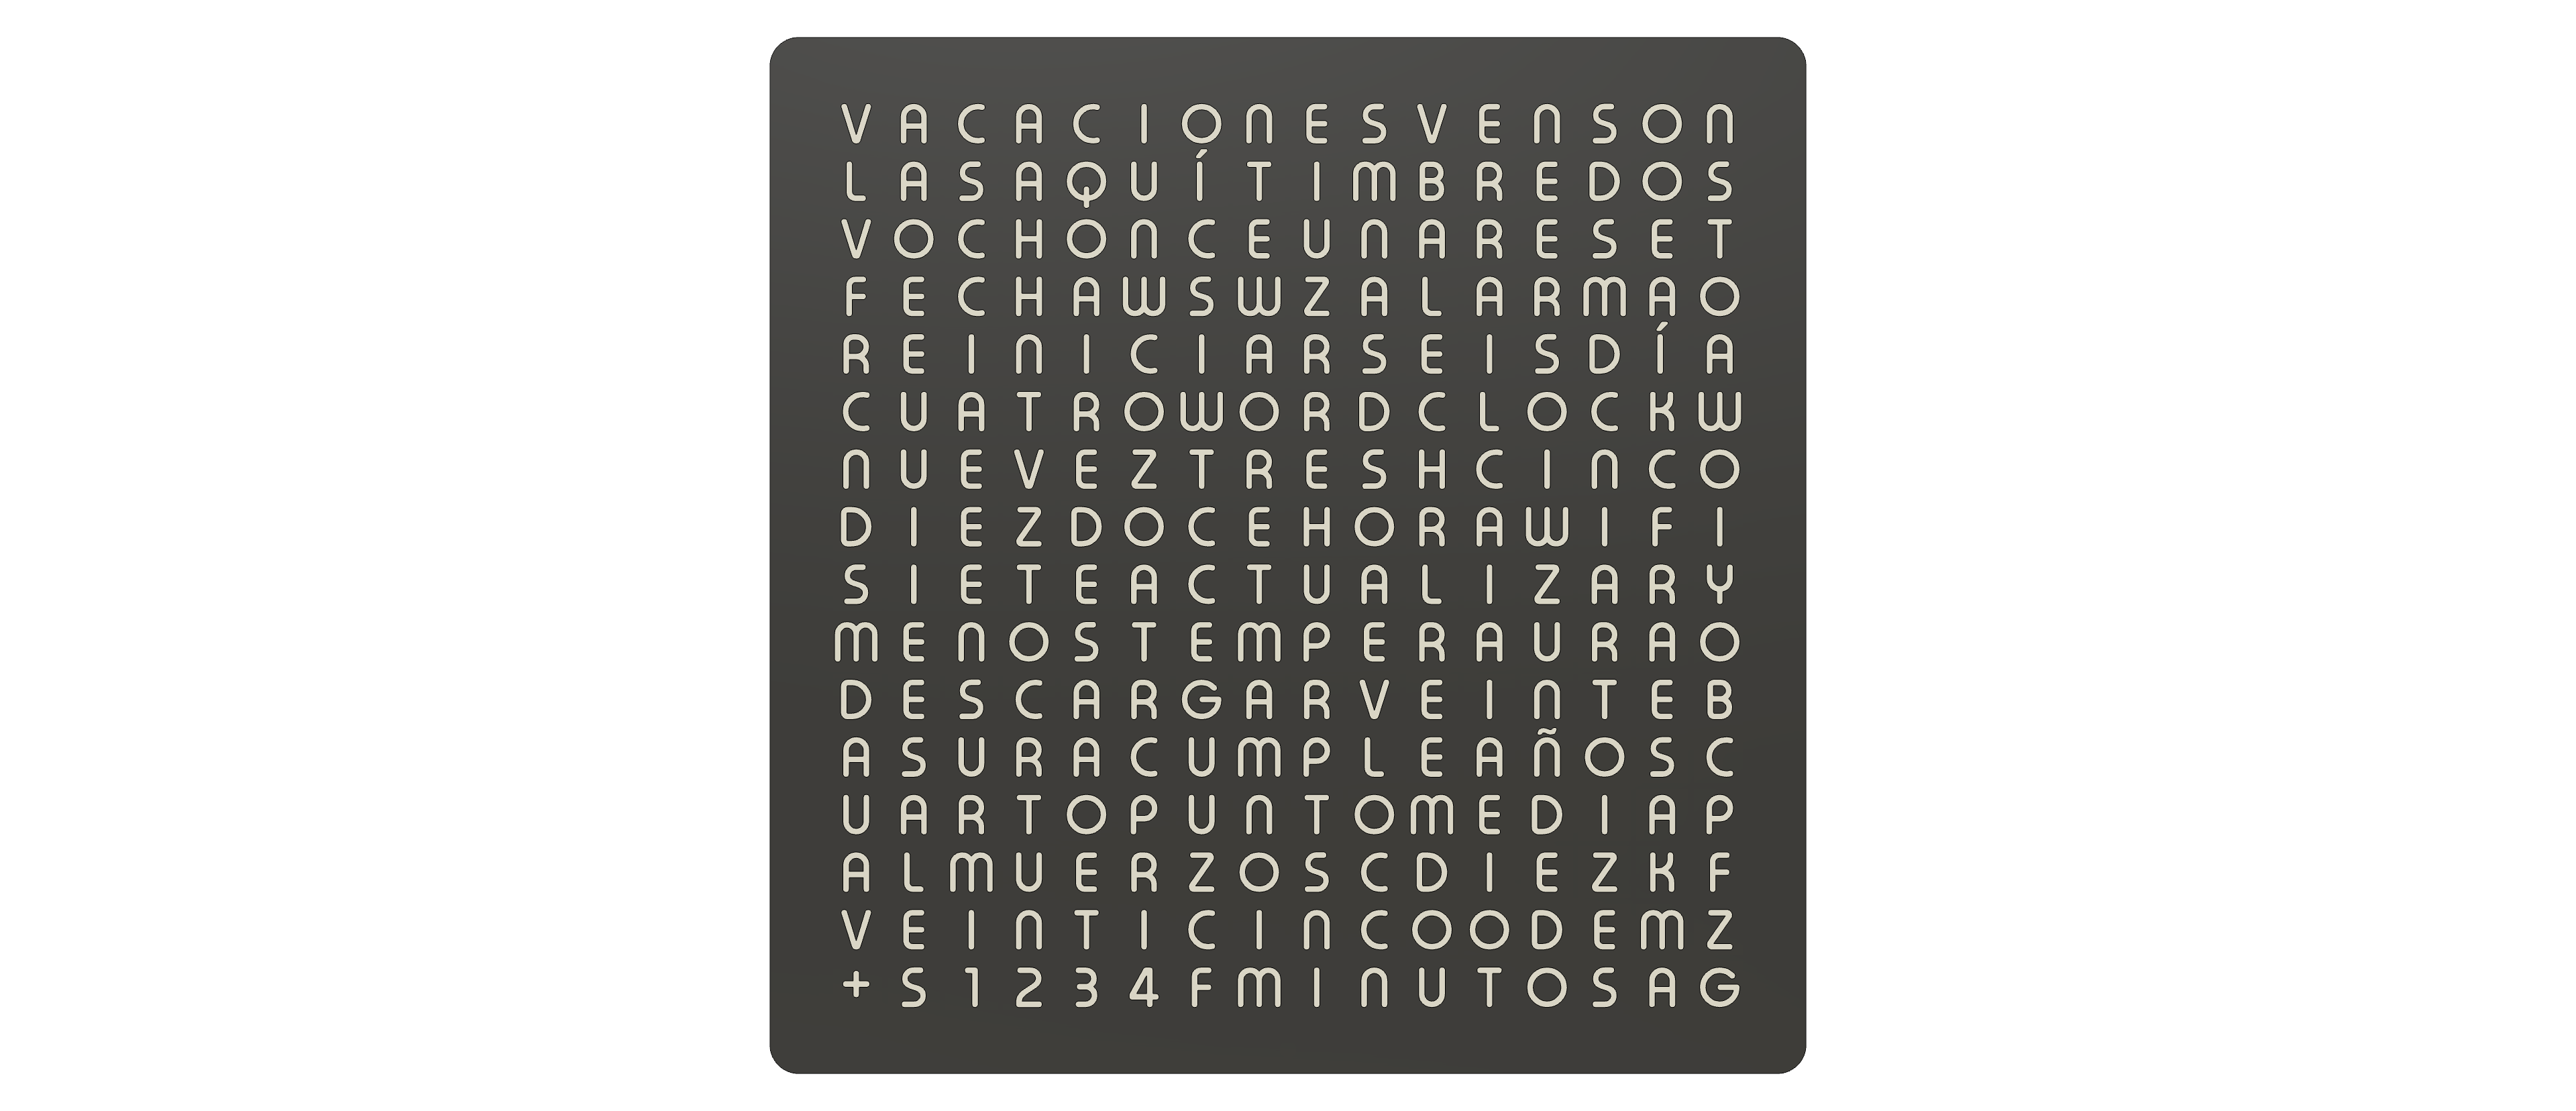 VACACIONESVENSON
LASAQUÍTIMBREDOS
VOCHONCEUNARESET
FECHAWSWZALARMAO
REINICIARSEISDÍA
CUATROWORDCLOCKW
NUEVEZTRESHCINCO
DIEZDOCEHORAWIFI
SIETEACTUALIZARY
MENOSTEMPERAURAO
DESCARGARVEINTEB
ASURACUMPLEAÑOSC
UARTOPUNTOMEDIAP
ALMUERZOSCDIEZKF
VEINTICINCOODEMZ
+S1234FMINUTOSAG